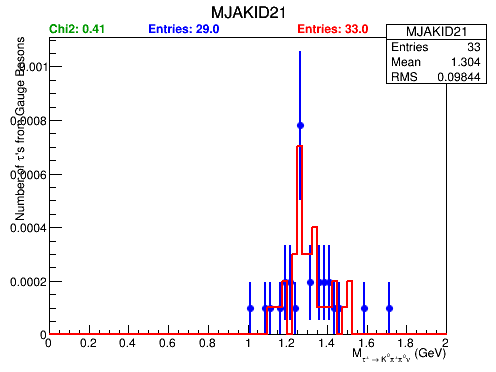 MJAKID21
Chi2: 0.41 Entries: 29.0 Entries: 33.0
MJAKID21
Entries 33
Mean 1.304
RMS 0.09844
Number of τ's from Gauge Bosons
0.001
0.0008
0.0006
0.0004
0.0002
0
0 0.2 0.4 0.6 0.8 1 1.2 1.4 1.6 1.8 2
M τ⁺ → K⁰ π⁺ π⁰ ν (GeV)